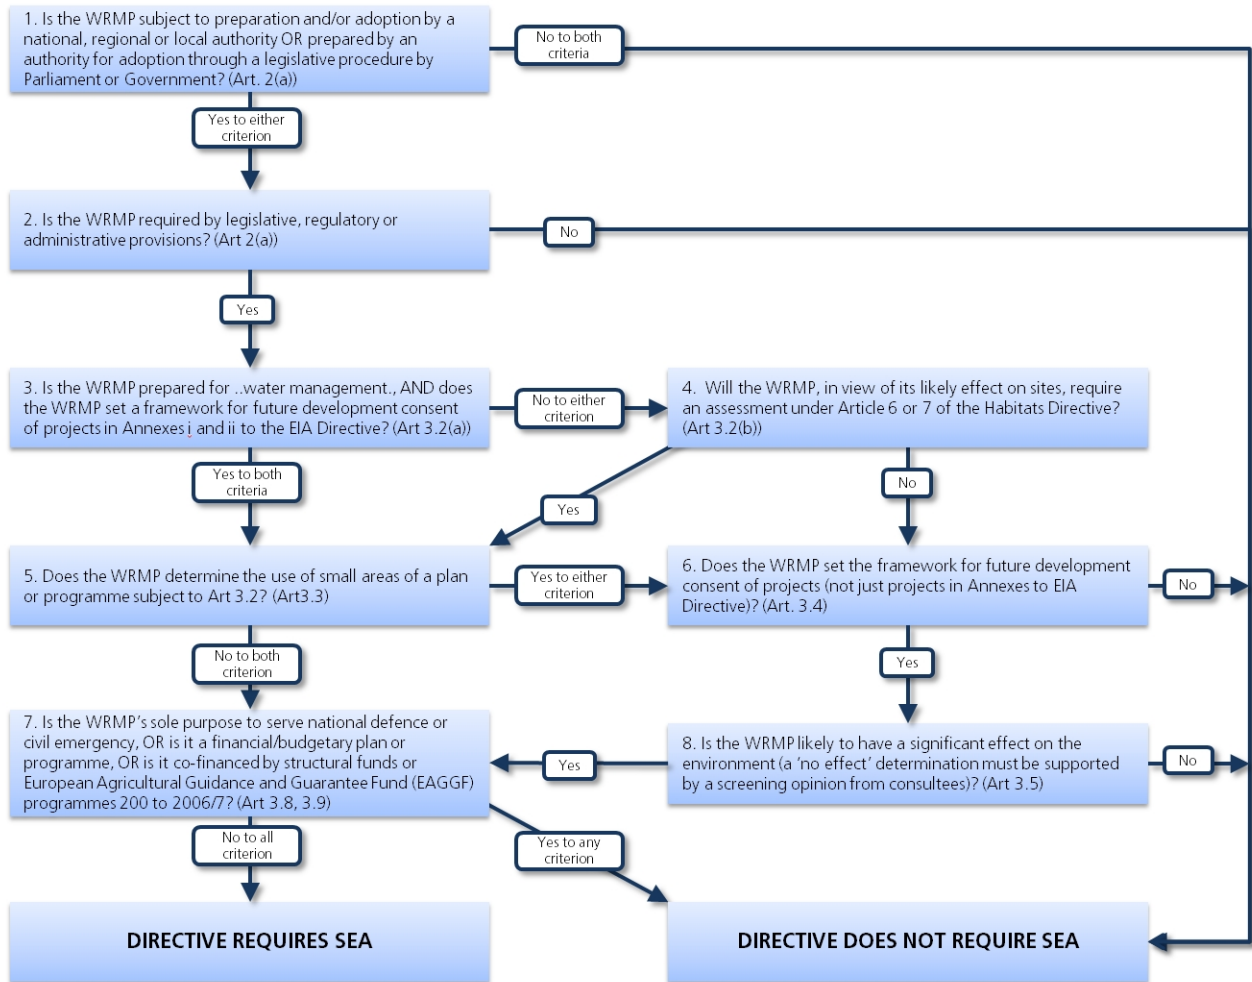 1. Is the WRMP subject to preparation and/or adoption by a
national, regional or local authority OR prepared by an
authority for adoption through a legislative procedure by
Parliament or Government? (Art. 2(a))
No to both
criteria
Yes to either
criterion
2. Is the WRMP required by legislative, regulatory or
administrative provisions? (Art 2(a))
No
Yes
3. Is the WRMP prepared for ..water management., AND does
the WRMP set a framework for future development consent
of projects in Annexes i and ii to the EIA Directive? (Art 3.2(a))
No to either
criterion
4. Will the WRMP, in view of its likely effect on sites, require
an assessment under Article 6 or 7 of the Habitats Directive?
(Art 3.2(b))
Yes to both
criteria
Yes
No
5. Does the WRMP determine the use of small areas of a plan
or programme subject to Art 3.2? (Art3.3)
Yes to either
criterion
6. Does the WRMP set the framework for future development
consent of projects (not just projects in Annexes to EIA
Directive)? (Art. 3.4)
No
No to both
criterion
Yes
7. Is the WRMP's sole purpose to serve national defence or
civil emergency, OR is it a financial/budgetary plan or
programme, OR is it co-financed by structural funds or
European Agricultural Guidance and Guarantee Fund (EAGGF)
programmes 200 to 2006/7? (Art 3.8, 3.9)
Yes
8. Is the WRMP likely to have a significant effect on the
environment (a 'no effect' determination must be supported
by a screening opinion from consultees)? (Art 3.5)
No
No to all
criterion
Yes to any
criterion
DIRECTIVE REQUIRES SEA
DIRECTIVE DOES NOT REQUIRE SEA